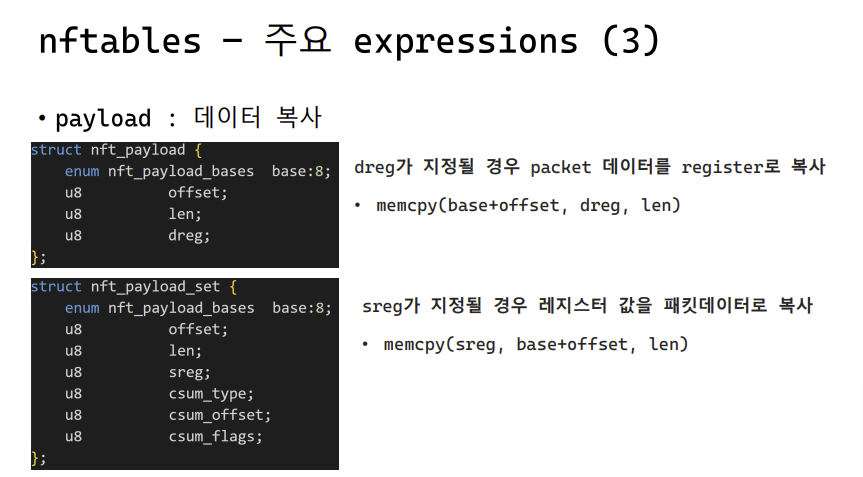 nftables – 주요 expressions (3)
• payload : 데이터 복사
struct nft_payload {
    enum nft_payload_bases  base:8;
    u8          offset;
    u8          len;
    u8          dreg;
};
dreg가 지정될 경우 packet 데이터를 register로 복사
• memcpy(base+offset, dreg, len)
struct nft_payload_set {
    enum nft_payload_bases  base:8;
    u8          offset;
    u8          len;
    u8          sreg;
    u8          csum_type;
    u8          csum_offset;
    u8          csum_flags;
};
sreg가 지정될 경우 레지스터 값을 패킷데이터로 복사
• memcpy(sreg, base+offset, len)